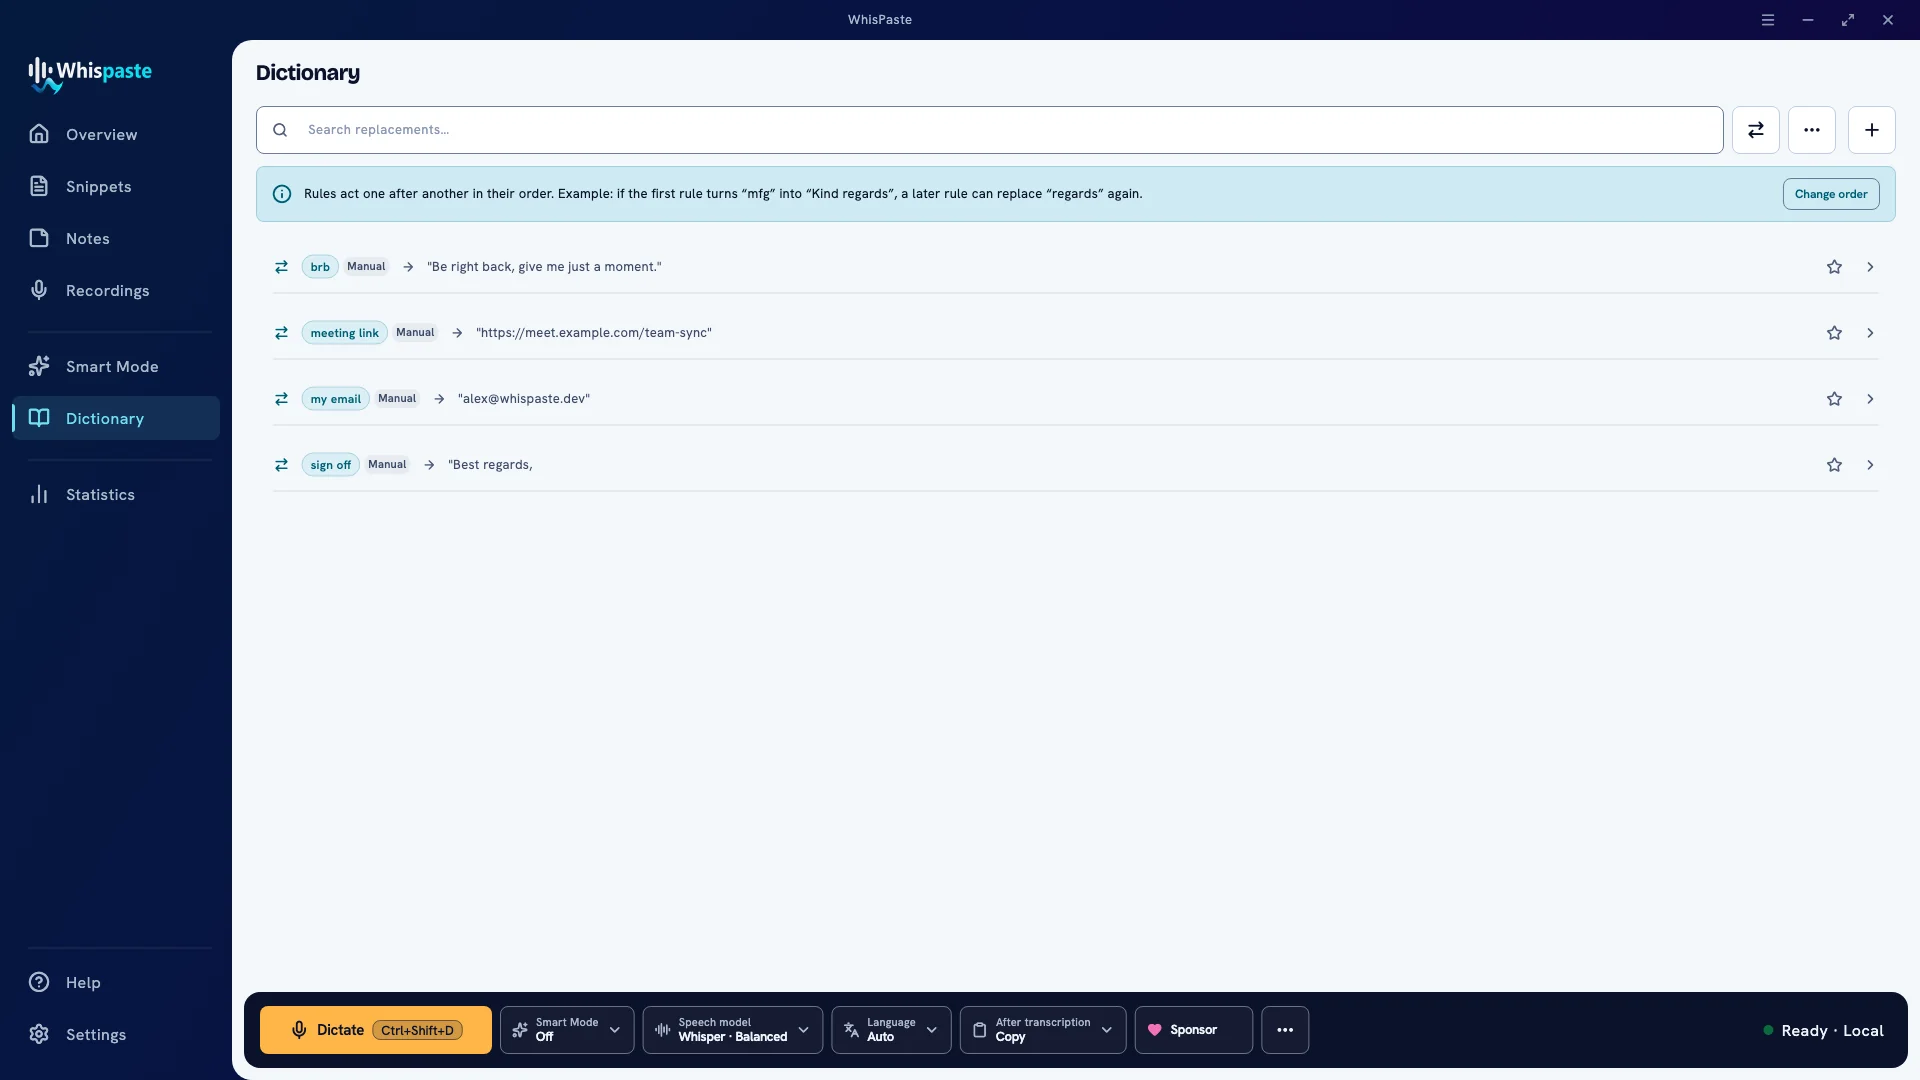 WhisPaste
Whispaste
Overview
Snippets
Notes
Recordings
Smart Mode
Dictionary
Statistics
Help
Settings
Dictionary
Search replacements...
Rules act one after another in their order. Example: if the first rule turns “mfg” into “Kind regards”, a later rule can replace “regards” again.
Change order
brb Manual → "Be right back, give me just a moment."
meeting link Manual → "https://meet.example.com/team-sync"
my email Manual → "alex@whispaste.dev"
sign off Manual → "Best regards,
Dictate Ctrl+Shift+D
Smart Mode
Off
Speech model
Whisper · Balanced
Language
Auto
After transcription
Copy
Sponsor
Ready · Local